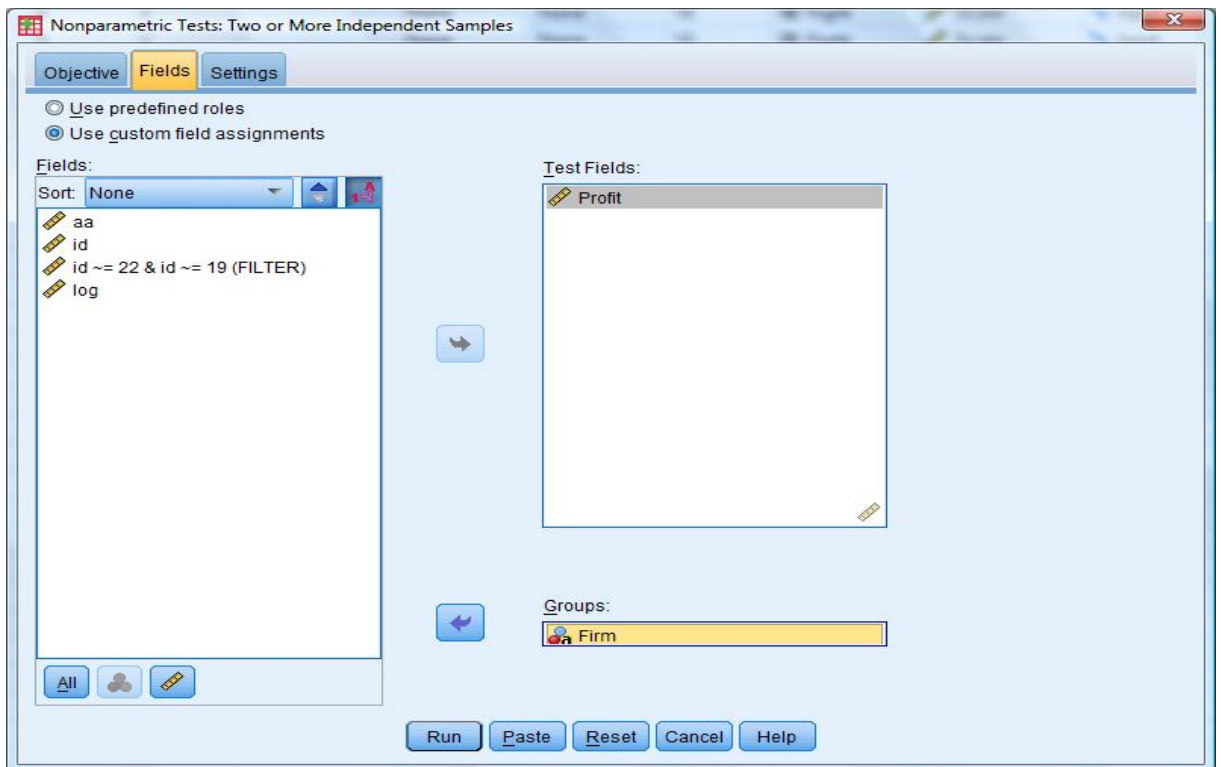 Nonparametric Tests: Two or More Independent Samples
Objective Fields Settings
Use predefined roles
Use custom field assignments
Fields:
Sort: None
aa
id
id ~= 22 & id ~= 19 (FILTER)
log
All
Test Fields:
Profit
Groups:
Firm
Run Paste Reset Cancel Help